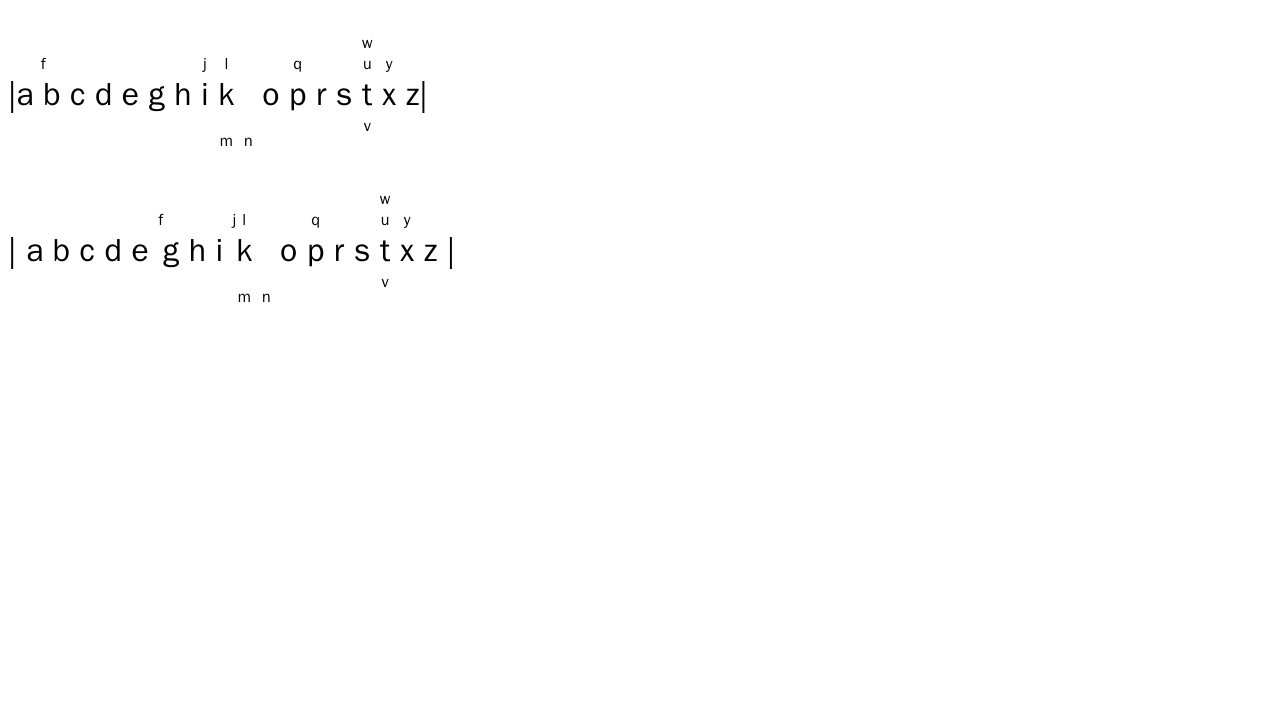 w
f j l q u y
|a b c d e g h i k o p r s t x z|
v
m n
w
f j l q u y
| a b c d e g h i k o p r s t x z |
v
m n